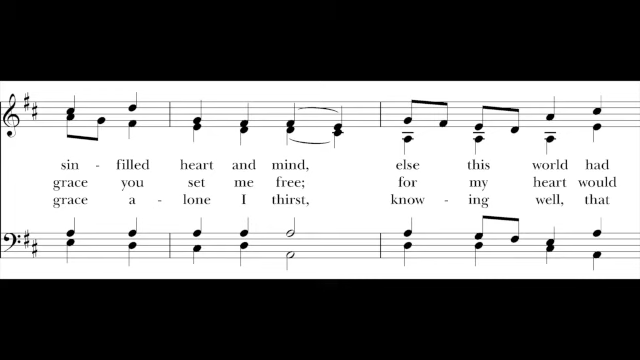 sin - filled heart and mind, else this world had
grace you set me free; for my heart would
grace a - lone I thirst, know - ing well, that